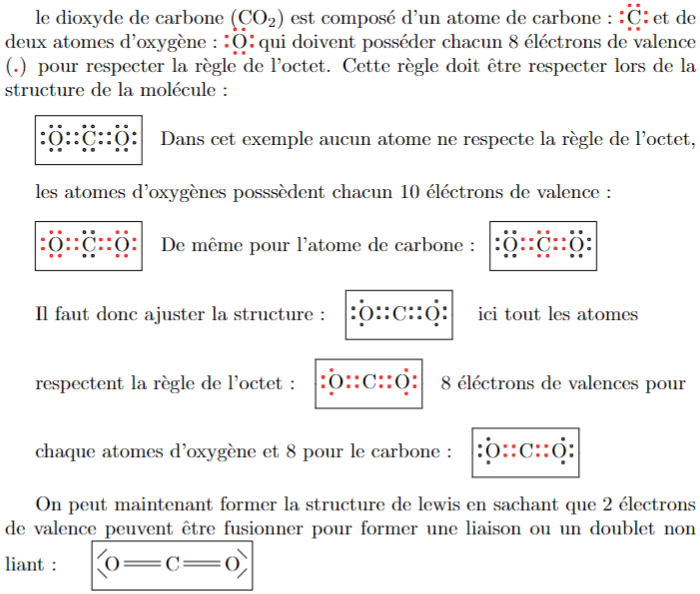 le dioxyde de carbone (CO₂) est composé d'un atome de carbone : :C̈: et de
deux atomes d'oxygène : :Ö: qui doivent posséder chacun 8 éléctrons de valence
(.) pour respecter la règle de l'octet. Cette règle doit être respecter lors de la
structure de la molécule :
:Ö::C̈::Ö: Dans cet exemple aucun atome ne respecte la règle de l'octet,
les atomes d'oxygènes posssèdent chacun 10 éléctrons de valence :
:Ö::C̈::Ö: De même pour l'atome de carbone : :Ö::C̈::Ö:
Il faut donc ajuster la structure : :Ȯ::C::Ȯ: ici tout les atomes
respectent la règle de l'octet : :Ȯ::C::Ȯ: 8 éléctrons de valences pour
chaque atomes d'oxygène et 8 pour le carbone : :Ȯ::C::Ȯ:
On peut maintenant former la structure de lewis en sachant que 2 électrons
de valence peuvent être fusionner pour former une liaison ou un doublet non
liant : O=C=O